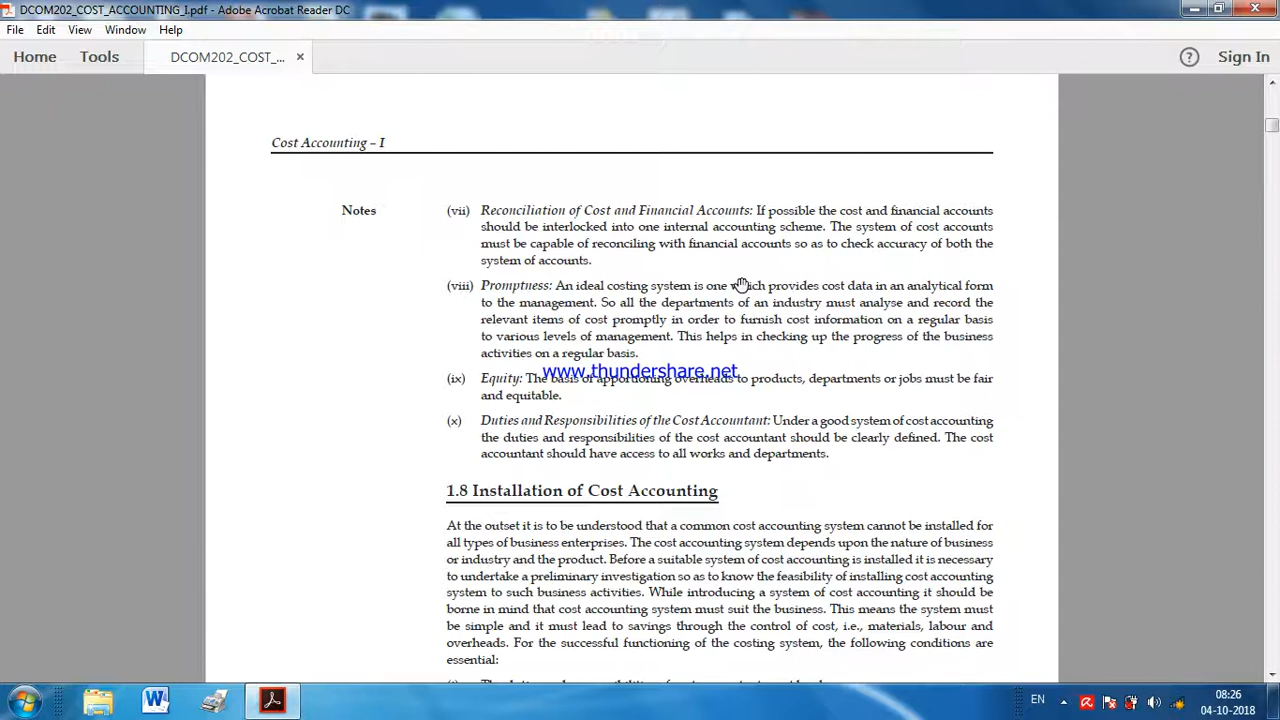 DCOM202_COST_ACCOUNTING_I.pdf - Adobe Acrobat Reader DC
File Edit View Window Help
Home Tools DCOM202_COST_... × ? Sign In
Cost Accounting – I
Notes
(vii) Reconciliation of Cost and Financial Accounts: If possible the cost and financial accounts
should be interlocked into one internal accounting scheme. The system of cost accounts
must be capable of reconciling with financial accounts so as to check accuracy of both the
system of accounts.
(viii) Promptness: An ideal costing system is one which provides cost data in an analytical form
to the management. So all the departments of an industry must analyse and record the
relevant items of cost promptly in order to furnish cost information on a regular basis
to various levels of management. This helps in checking up the progress of the business
activities on a regular basis.
www.thundershare.net
(ix) Equity: The basis of apportioning overheads to products, departments or jobs must be fair
and equitable.
(x) Duties and Responsibilities of the Cost Accountant: Under a good system of cost accounting
the duties and responsibilities of the cost accountant should be clearly defined. The cost
accountant should have access to all works and departments.
1.8 Installation of Cost Accounting
At the outset it is to be understood that a common cost accounting system cannot be installed for
all types of business enterprises. The cost accounting system depends upon the nature of business
or industry and the product. Before a suitable system of cost accounting is installed it is necessary
to undertake a preliminary investigation so as to know the feasibility of installing cost accounting
system to such business activities. While introducing a system of cost accounting it should be
borne in mind that cost accounting system must suit the business. This means the system must
be simple and it must lead to savings through the control of cost, i.e., materials, labour and
overheads. For the successful functioning of the costing system, the following conditions are
essential:
EN
08:26
04-10-2018